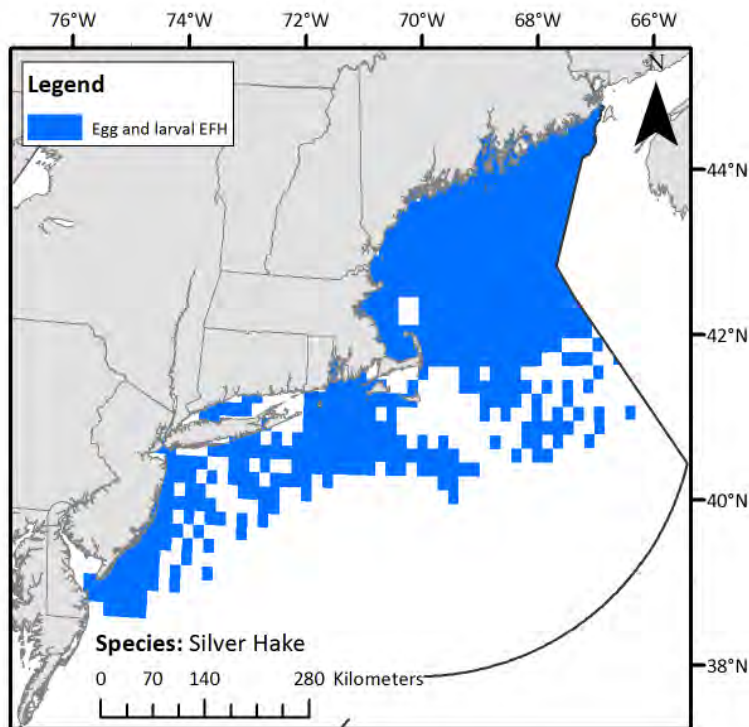 76°W 74°W 72°W 70°W 68°W 66°W
Legend
Egg and larval EFH
N
44°N
42°N
40°N
38°N
Species: Silver Hake
0 70 140 280 Kilometers